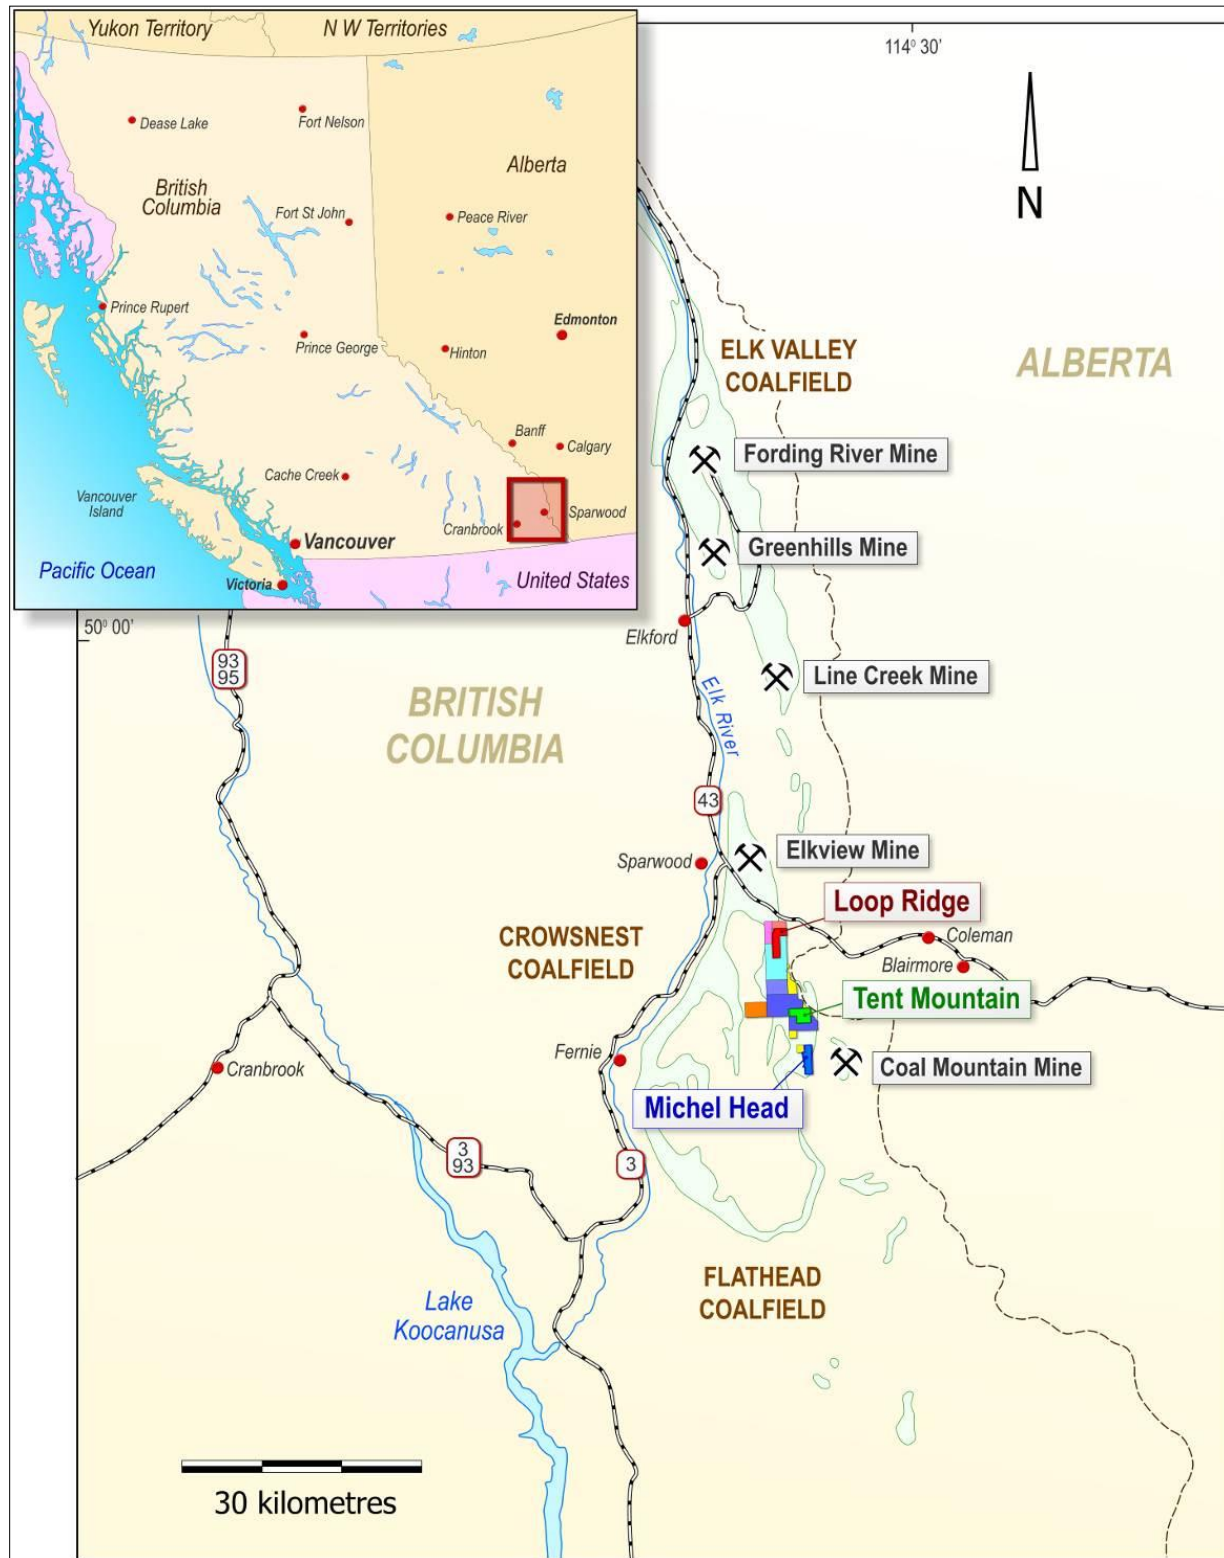 Yukon Territory
N W Territories
Dease Lake
Fort Nelson
British
Columbia
Alberta
Fort St John
Peace River
Prince Rupert
Prince George
Hinton
Edmonton
Banff
Calgary
Cache Creek
Vancouver
Island
Cranbrook
Sparwood
Vancouver
Pacific Ocean
Victoria
United States
114⁰ 30'
N
ELK VALLEY
COALFIELD
ALBERTA
Fording River Mine
Greenhills Mine
50⁰ 00'
Elkford
93
95
Line Creek Mine
BRITISH
COLUMBIA
Elk River
43
Sparwood
Elkview Mine
Loop Ridge
CROWSNEST
COALFIELD
Coleman
Blairmore
Tent Mountain
Fernie
Cranbrook
Coal Mountain Mine
Michel Head
3
93
3
FLATHEAD
COALFIELD
Lake
Koocanusa
30 kilometres